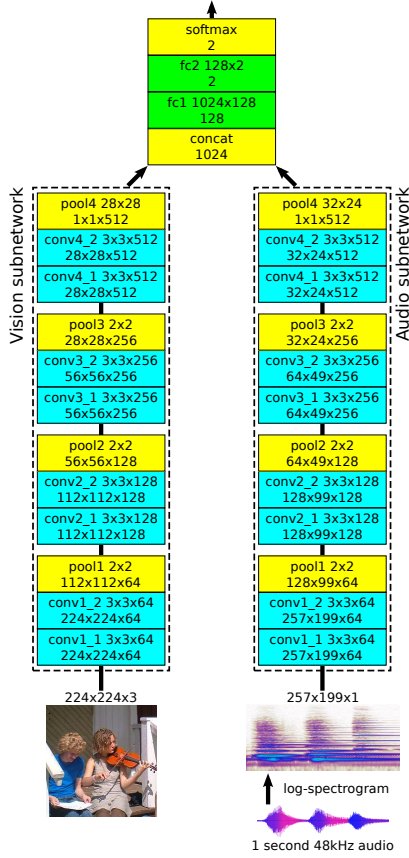 softmax
2
fc2 128x2
2
fc1 1024x128
128
concat
1024
Vision subnetwork
pool4 28x28
1x1x512
conv4_2 3x3x512
28x28x512
conv4_1 3x3x512
28x28x512
pool3 2x2
28x28x256
conv3_2 3x3x256
56x56x256
conv3_1 3x3x256
56x56x256
pool2 2x2
56x56x128
conv2_2 3x3x128
112x112x128
conv2_1 3x3x128
112x112x128
pool1 2x2
112x112x64
conv1_2 3x3x64
224x224x64
conv1_1 3x3x64
224x224x64
224x224x3
Audio subnetwork
pool4 32x24
1x1x512
conv4_2 3x3x512
32x24x512
conv4_1 3x3x512
32x24x512
pool3 2x2
32x24x256
conv3_2 3x3x256
64x49x256
conv3_1 3x3x256
64x49x256
pool2 2x2
64x49x128
conv2_2 3x3x128
128x99x128
conv2_1 3x3x128
128x99x128
pool1 2x2
128x99x64
conv1_2 3x3x64
257x199x64
conv1_1 3x3x64
257x199x64
257x199x1
log-spectrogram
1 second 48kHz audio